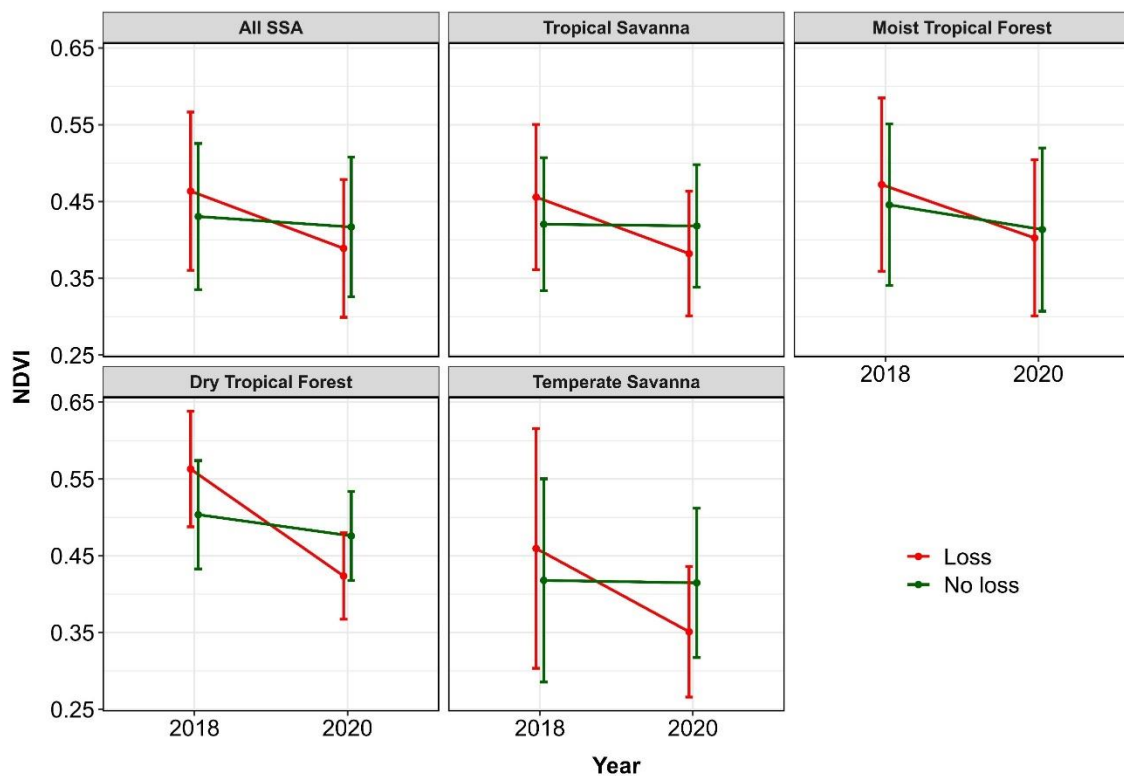 All SSA
Tropical Savanna
Moist Tropical Forest
0.65
0.55
0.45
0.35
0.25
2018
2020
NDVI
Dry Tropical Forest
Temperate Savanna
0.65
0.55
0.45
0.35
0.25
2018
2020
2018
2020
Loss
No loss
Year